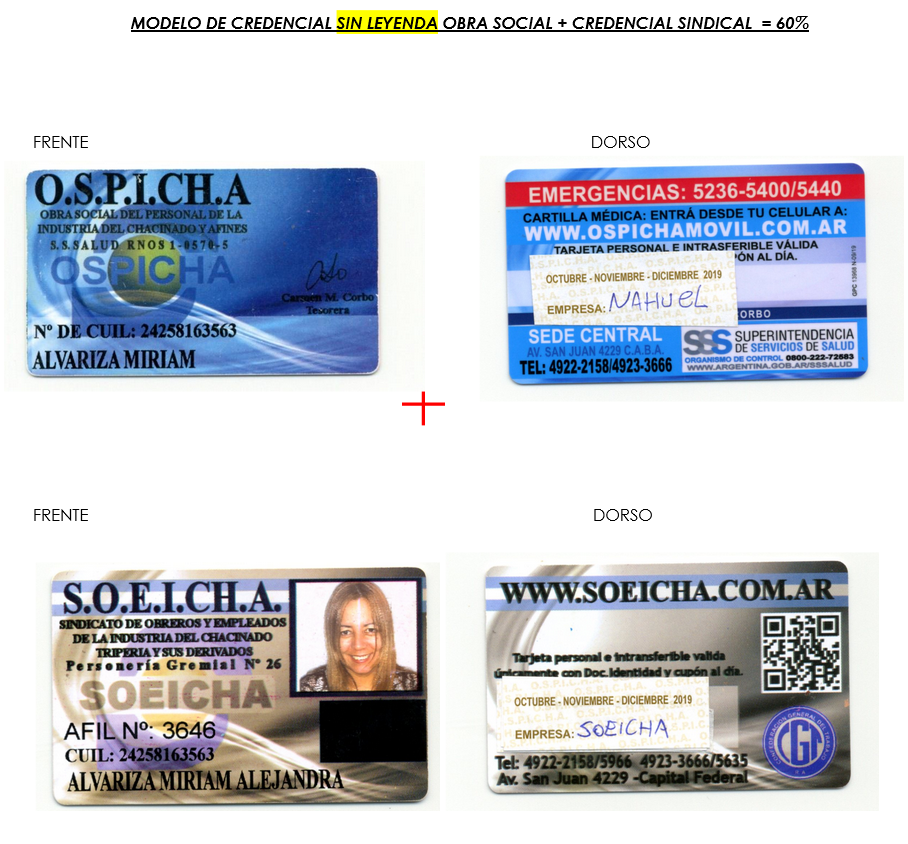 MODELO DE CREDENCIAL SIN LEYENDA OBRA SOCIAL + CREDENCIAL SINDICAL = 60%
FRENTE
DORSO
O.S.P.I.CH.A
OBRA SOCIAL DEL PERSONAL DE LA
INDUSTRIA DEL CHACINADO Y AFINES
S.S.SALUD RNOS 1-0570-5
OSPICHA
Carmen M. Corbo
Tesorera
Nº DE CUIL: 24258163563
ALVARIZA MIRIAM
EMERGENCIAS: 5236-5400/5440
CARTILLA MÉDICA: ENTRÁ DESDE TU CELULAR A:
WWW.OSPICHAMOVIL.COM.AR
TARJETA PERSONAL E INTRASFERIBLE VÁLIDA
PÓN AL DÍA.
OCTUBRE - NOVIEMBRE - DICIEMBRE 2019
EMPRESA: NAHUEL
CORBO
SEDE CENTRAL
AV. SAN JUAN 4229 C.A.B.A.
TEL: 4922-2158/4923-3666
SSS SUPERINTENDENCIA
DE SERVICIOS DE SALUD
ORGANISMO DE CONTROL 0800-222-72583
WWW.ARGENTINA.GOB.AR/SSSALUD
+
FRENTE
DORSO
S.O.E.I.CH.A.
SINDICATO DE OBREROS Y EMPLEADOS
DE LA INDUSTRIA DEL CHACINADO
TRIPERIA Y SUS DERIVADOS
Personería Gremial Nº 26
SOEICHA
AFIL Nº: 3646
CUIL: 24258163563
ALVARIZA MIRIAM ALEJANDRA
WWW.SOEICHA.COM.AR
Tarjeta personal e intransferible valida
únicamente con Doc. Identidad y cupón al día.
OCTUBRE - NOVIEMBRE - DICIEMBRE 2019
EMPRESA: SOEICHA
CONFEDERACION GENERAL DEL TRABAJO
CGT
Tel: 4922-2158/5966 4923-3666/5635
Av. San Juan 4229 -Capital Federal